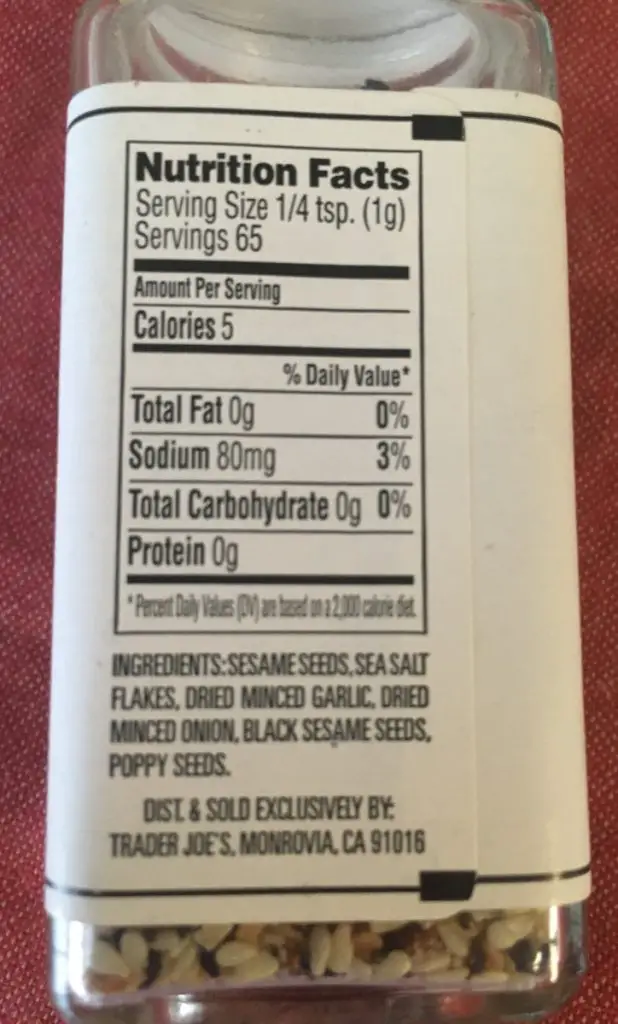 Nutrition Facts
Serving Size 1/4 tsp. (1g)
Servings 65
Amount Per Serving
Calories 5
% Daily Value*
Total Fat 0g 0%
Sodium 80mg 3%
Total Carbohydrate 0g 0%
Protein 0g
* Percent Daily Values (DV) are based on a 2,000 calorie diet.
INGREDIENTS: SESAME SEEDS, SEA SALT
FLAKES, DRIED MINCED GARLIC, DRIED
MINCED ONION, BLACK SESAME SEEDS,
POPPY SEEDS.
DIST. & SOLD EXCLUSIVELY BY:
TRADER JOE'S, MONROVIA, CA 91016